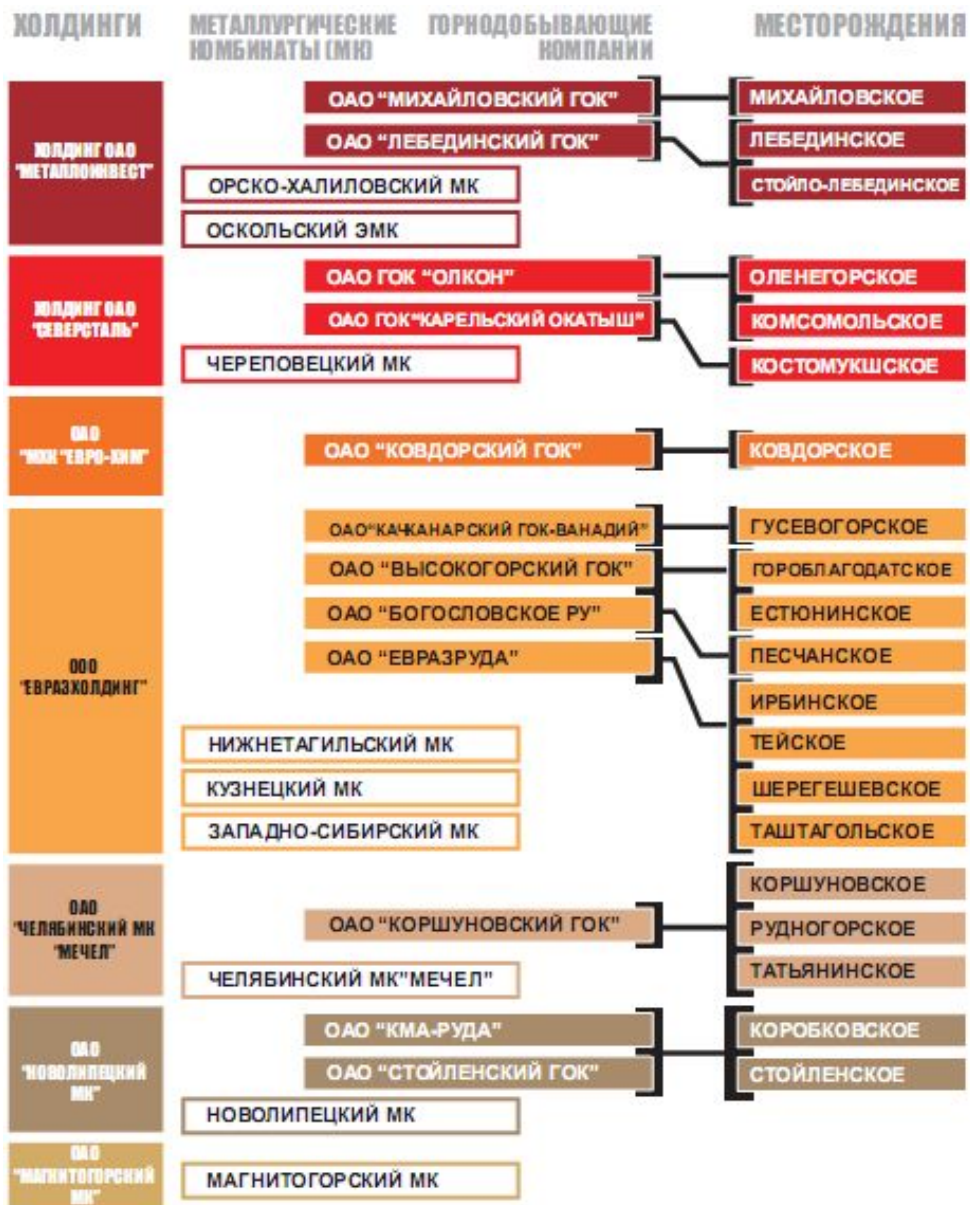 ХОЛДИНГИ
МЕТАЛЛУРГИЧЕСКИЕ
КОМБИНАТЫ (МК)
ГОРНОДОБЫВАЮЩИЕ
КОМПАНИИ
МЕСТОРОЖДЕНИЯ
ХОЛДИНГ ОАО
"МЕТАЛЛОИНВЕСТ"
ОАО “МИХАЙЛОВСКИЙ ГОК”
ОАО “ЛЕБЕДИНСКИЙ ГОК”
ОРСКО-ХАЛИЛОВСКИЙ МК
ОСКОЛЬСКИЙ ЭМК
МИХАЙЛОВСКОЕ
ЛЕБЕДИНСКОЕ
СТОЙЛО-ЛЕБЕДИНСКОЕ
ХОЛДИНГ ОАО
"СЕВЕРСТАЛЬ"
ОАО ГОК “ОЛКОН”
ОАО ГОК“КАРЕЛЬСКИЙ ОКАТЫШ”
ЧЕРЕПОВЕЦКИЙ МК
ОЛЕНЕГОРСКОЕ
КОМСОМОЛЬСКОЕ
КОСТОМУКШСКОЕ
ОАО
"МХК "ЕВРО-ХИМ"
ОАО “КОВДОРСКИЙ ГОК”
КОВДОРСКОЕ
ООО
"ЕВРАЗХОЛДИНГ"
ОАО“КАЧКАНАРСКИЙ ГОК-ВАНАДИЙ”
ОАО “ВЫСОКОГОРСКИЙ ГОК”
ОАО “БОГОСЛОВСКОЕ РУ”
ОАО “ЕВРАЗРУДА”
НИЖНЕТАГИЛЬСКИЙ МК
КУЗНЕЦКИЙ МК
ЗАПАДНО-СИБИРСКИЙ МК
ГУСЕВОГОРСКОЕ
ГОРОБЛАГОДАТСКОЕ
ЕСТЮНИНСКОЕ
ПЕСЧАНСКОЕ
ИРБИНСКОЕ
ТЕЙСКОЕ
ШЕРЕГЕШЕВСКОЕ
ТАШТАГОЛЬСКОЕ
ОАО
"ЧЕЛЯБИНСКИЙ МК
"МЕЧЕЛ"
ОАО “КОРШУНОВСКИЙ ГОК”
ЧЕЛЯБИНСКИЙ МК”МЕЧЕЛ”
КОРШУНОВСКОЕ
РУДНОГОРСКОЕ
ТАТЬЯНИНСКОЕ
ОАО
"НОВОЛИПЕЦКИЙ
МК"
ОАО “КМА-РУДА”
ОАО “СТОЙЛЕНСКИЙ ГОК”
НОВОЛИПЕЦКИЙ МК
КОРОБКОВСКОЕ
СТОЙЛЕНСКОЕ
ОАО
"МАГНИТОГОРСКИЙ
МК"
МАГНИТОГОРСКИЙ МК